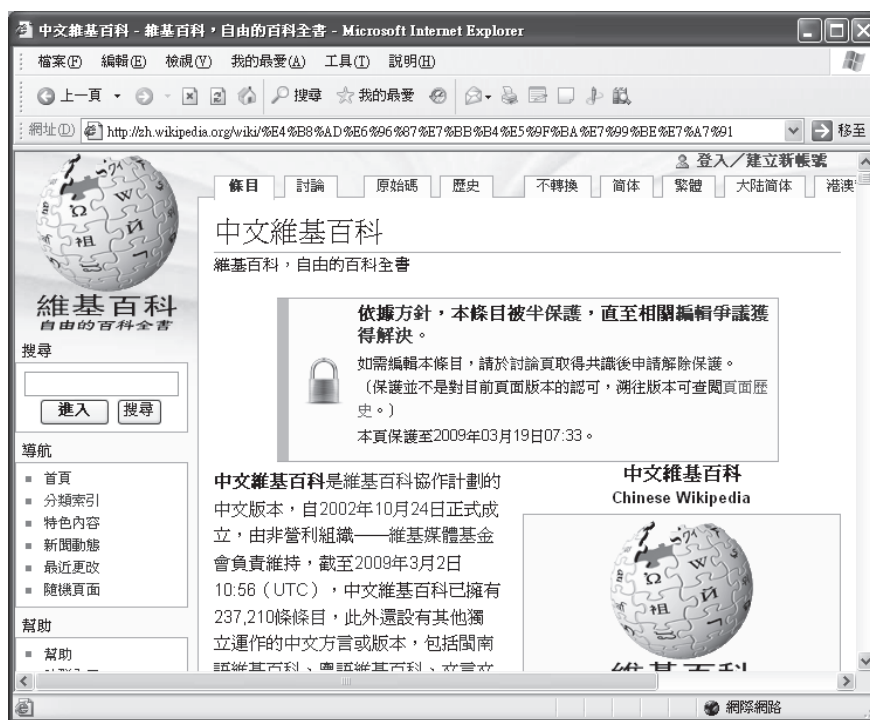 中文維基百科 - 維基百科，自由的百科全書 - Microsoft Internet Explorer
檔案(F) 編輯(E) 檢視(V) 我的最愛(A) 工具(T) 說明(H)
上一頁 搜尋 我的最愛
網址(D) http://zh.wikipedia.org/wiki/%E4%B8%AD%E6%96%87%E7%BB%B4%E5%9F%BA%E7%99%BE%E7%A7%91 移至
登入／建立新帳號
條目 討論 原始碼 歷史 不轉換 简体 繁體 大陆简体 港澳
維基百科
自由的百科全書
中文維基百科
維基百科，自由的百科全書
依據方針，本條目被半保護，直至相關編輯爭議獲
得解決。
如需編輯本條目，請於討論頁取得共識後申請解除保護。
（保護並不是對目前頁面版本的認可，溯往版本可查閱頁面歷
史。）
本頁保護至2009年03月19日07:33。
搜尋
進入 搜尋
導航
首頁
分類索引
特色內容
新聞動態
最近更改
隨機頁面
幫助
幫助
中文維基百科是維基百科協作計劃的
中文版本，自2002年10月24日正式成
立，由非營利組織——維基媒體基金
會負責維持，截至2009年3月2日
10:56（UTC），中文維基百科已擁有
237,210條條目，此外還設有其他獨
立運作的中文方言或版本，包括閩南
語維基百科、粵語維基百科、文言文
中文維基百科
Chinese Wikipedia
維基百科
網際網路